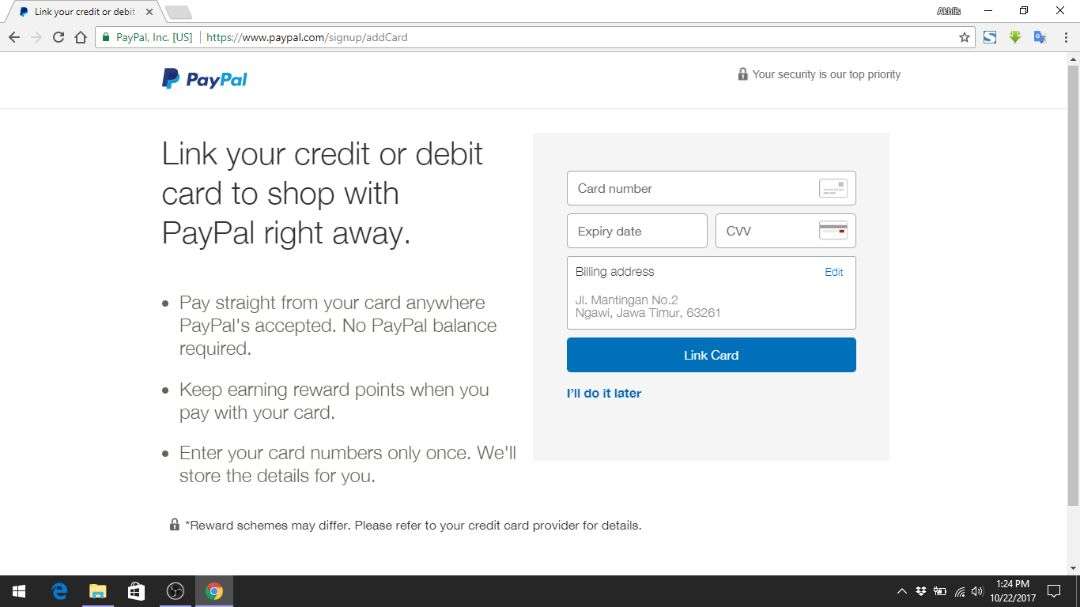 Link your credit or debit
Akhlis
PayPal, Inc. [US] | https://www.paypal.com/signup/addCard
PayPal
Your security is our top priority
Link your credit or debit
card to shop with
PayPal right away.
• Pay straight from your card anywhere
PayPal's accepted. No PayPal balance
required.
• Keep earning reward points when you
pay with your card.
• Enter your card numbers only once. We'll
store the details for you.
*Reward schemes may differ. Please refer to your credit card provider for details.
Card number
Expiry date
CVV
Billing address
Edit
Jl. Mantingan No.2
Ngawi, Jawa Timur, 63261
Link Card
I'll do it later
1:24 PM
10/22/2017